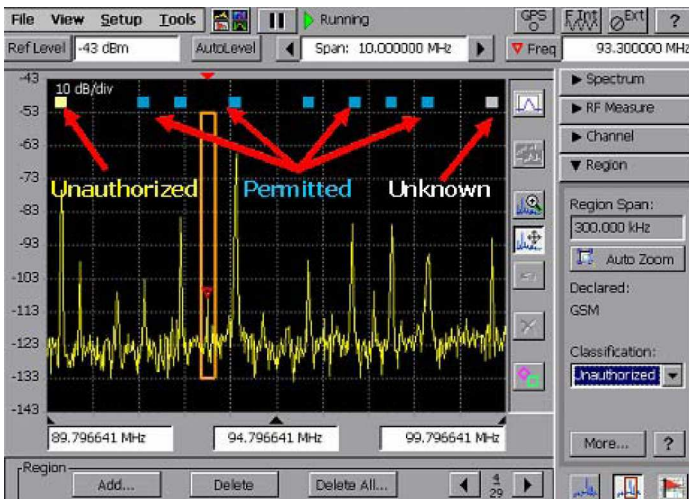 File View Setup Tools Running GPS F.Int Ext ?
Ref Level -43 dBm AutoLevel Span: 10.000000 MHz Freq 93.300000 MHz
-43
10 dB/div
-53
-63
-73
-83
-93
-103
-113
-123
-133
-143
Unauthorized Permitted Unknown
89.796641 MHz 94.796641 MHz 99.796641 MHz
Region
Add... Delete Delete All... 4
29
Spectrum
RF Measure
Channel
Region
Region Span:
300.000 kHz
Auto Zoom
Declared:
GSM
Classification:
Unauthorized
More... ?